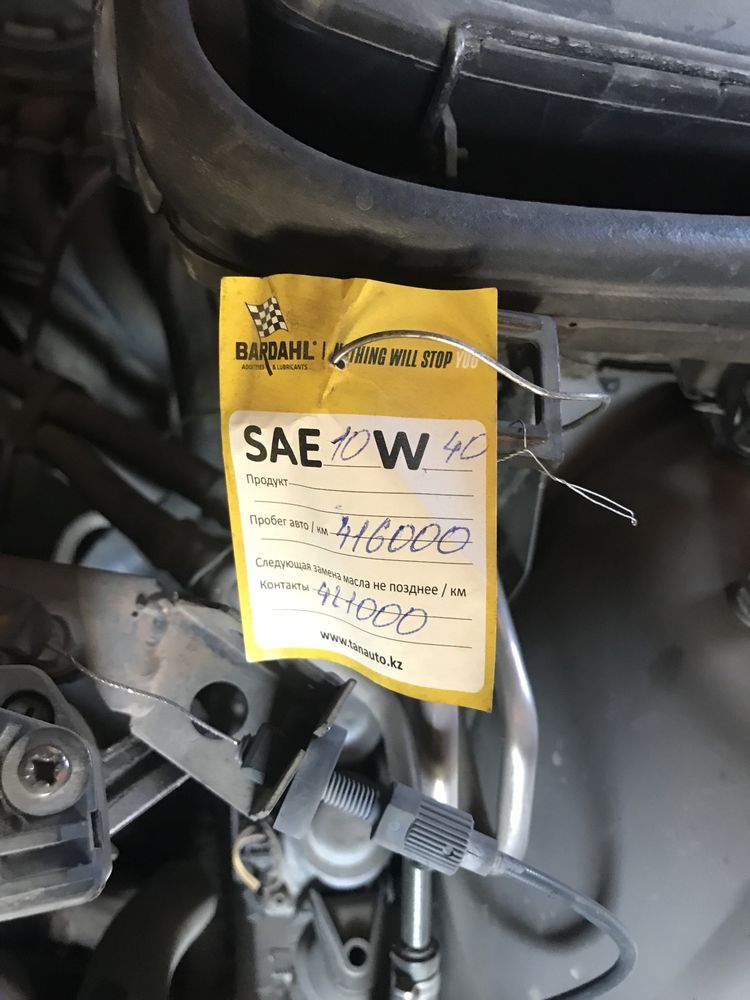 BARDAHL® | NOTHING WILL STOP YOU
ADDITIVES & LUBRICANTS
SAE 10 W 40
Продукт
Пробег авто / км 416000
Следующая замена масла не позднее / км
Контакты 421000
www.tanauto.kz